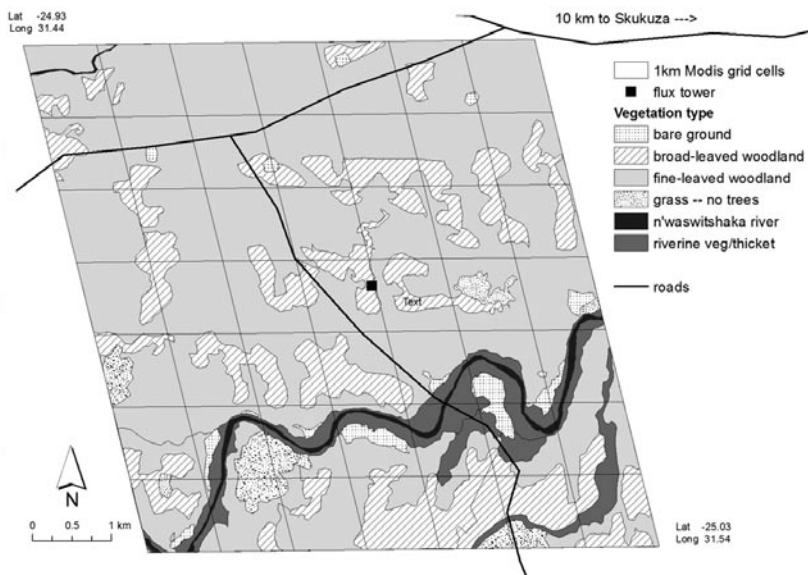 Lat -24.93
Long 31.44
10 km to Skukuza --->
1km Modis grid cells
flux tower
Vegetation type
bare ground
broad-leaved woodland
fine-leaved woodland
grass -- no trees
n'waswitshaka river
riverine veg/thicket
roads
Text
N
0 0.5 1 km
Lat -25.03
Long 31.54